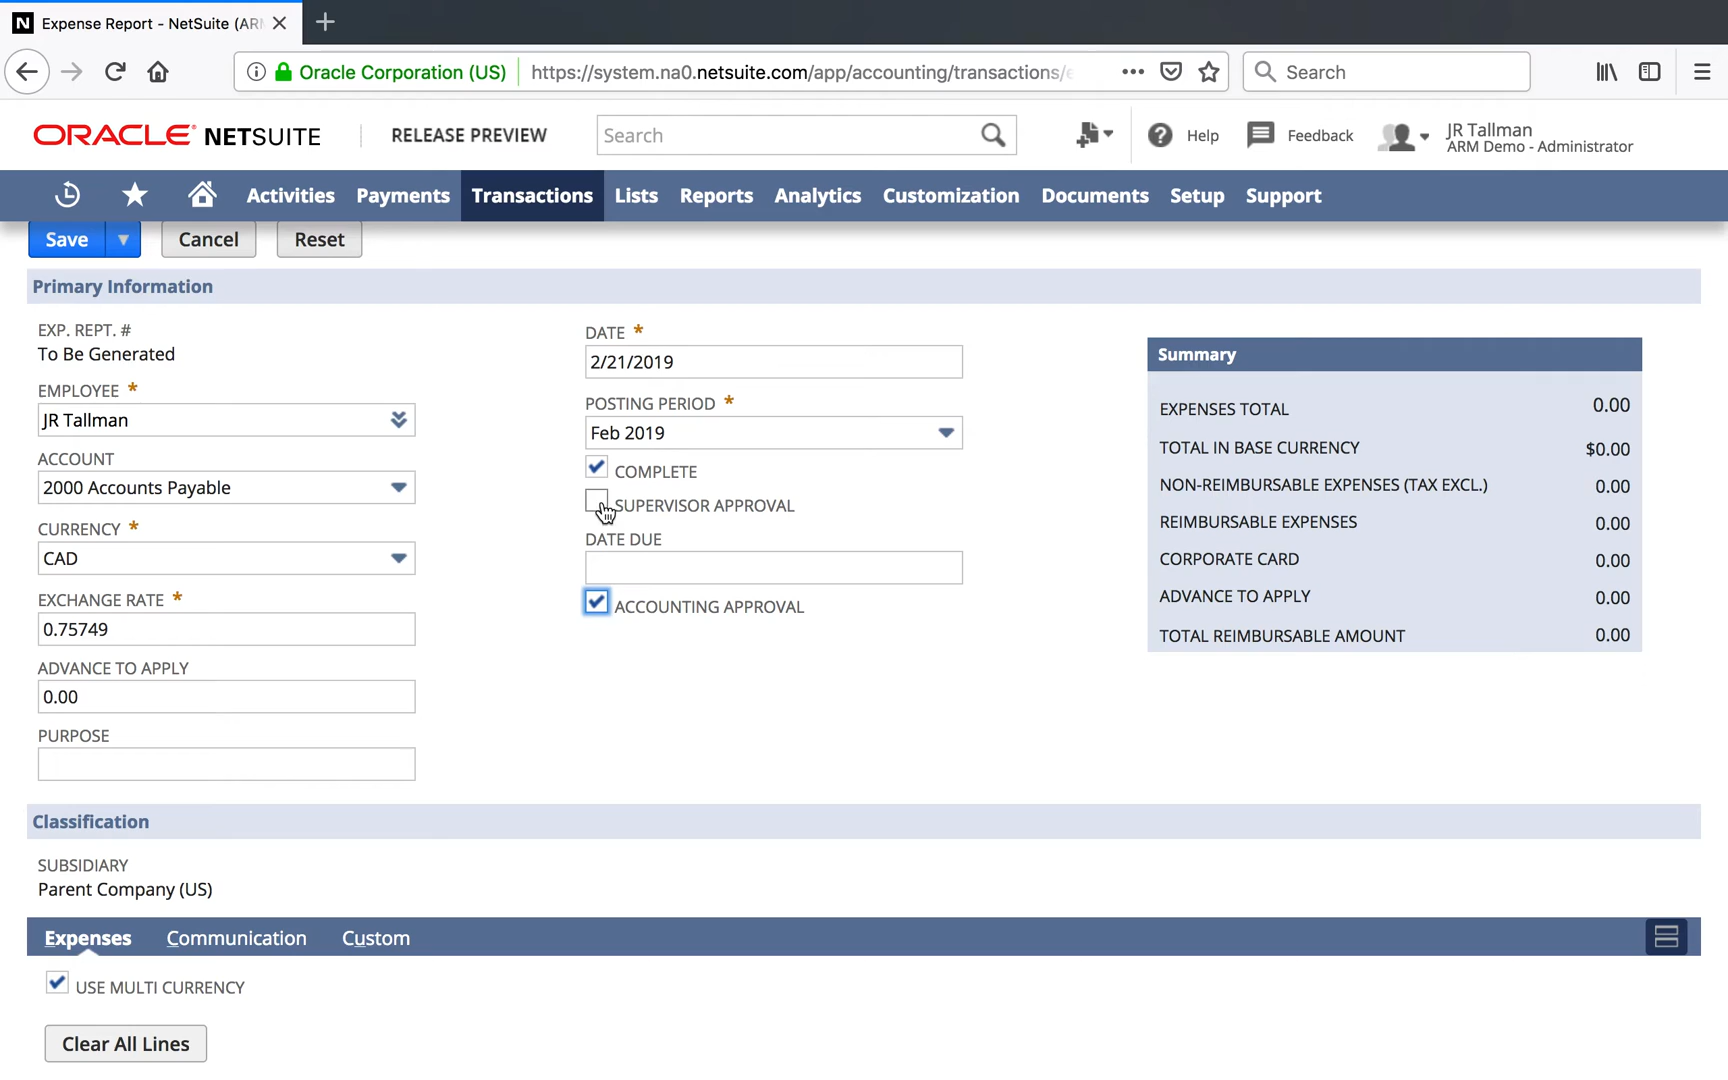 N Expense Report - NetSuite (AR
Oracle Corporation (US) https://system.na0.netsuite.com/app/accounting/transactions/e
Search
ORACLE NETSUITE
RELEASE PREVIEW
Search
Help
Feedback
JR Tallman
ARM Demo - Administrator
Activities Payments Transactions Lists Reports Analytics Customization Documents Setup Support
Save Cancel Reset
Primary Information
EXP. REPT. #
To Be Generated
EMPLOYEE *
JR Tallman
ACCOUNT
2000 Accounts Payable
CURRENCY *
CAD
EXCHANGE RATE *
0.75749
ADVANCE TO APPLY
0.00
PURPOSE
DATE *
2/21/2019
POSTING PERIOD *
Feb 2019
COMPLETE
SUPERVISOR APPROVAL
DATE DUE
ACCOUNTING APPROVAL
Summary
EXPENSES TOTAL 0.00
TOTAL IN BASE CURRENCY $0.00
NON-REIMBURSABLE EXPENSES (TAX EXCL.) 0.00
REIMBURSABLE EXPENSES 0.00
CORPORATE CARD 0.00
ADVANCE TO APPLY 0.00
TOTAL REIMBURSABLE AMOUNT 0.00
Classification
SUBSIDIARY
Parent Company (US)
Expenses Communication Custom
USE MULTI CURRENCY
Clear All Lines